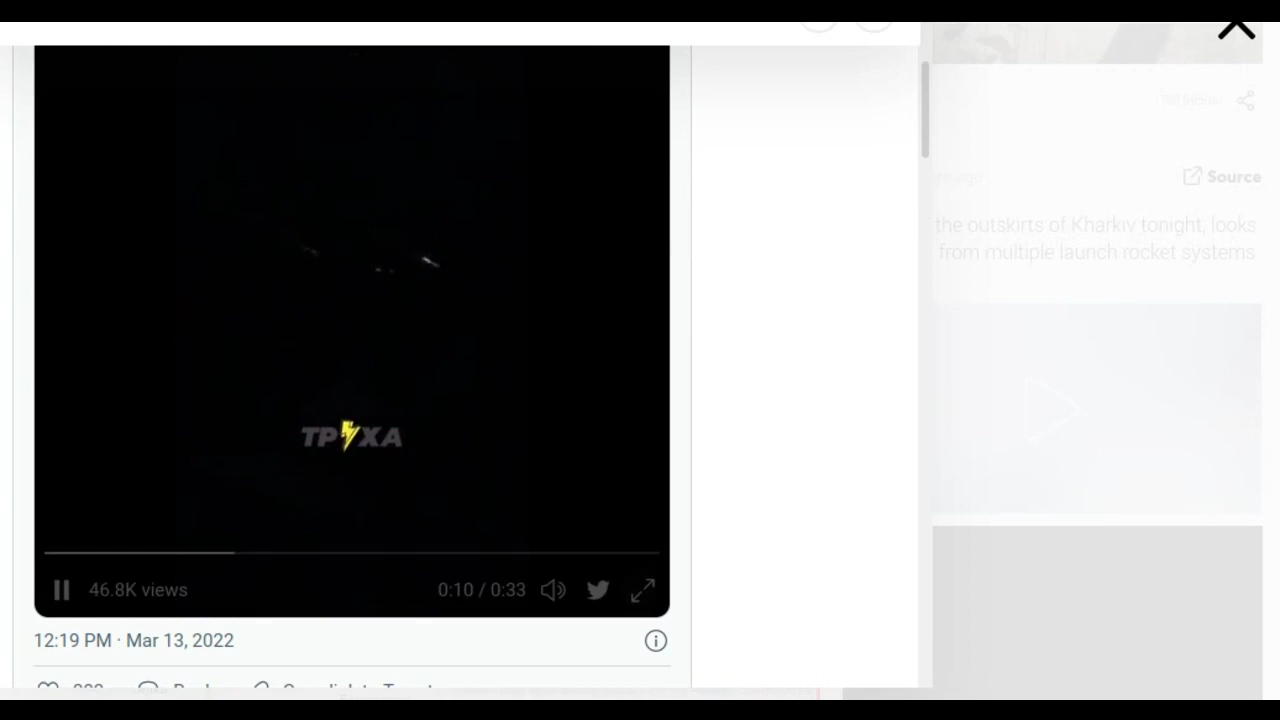 Source
the outskirts of Kharkiv tonight, looks
from multiple launch rocket systems
ТРУХА
46.8K views
0:10 / 0:33
12:19 PM · Mar 13, 2022